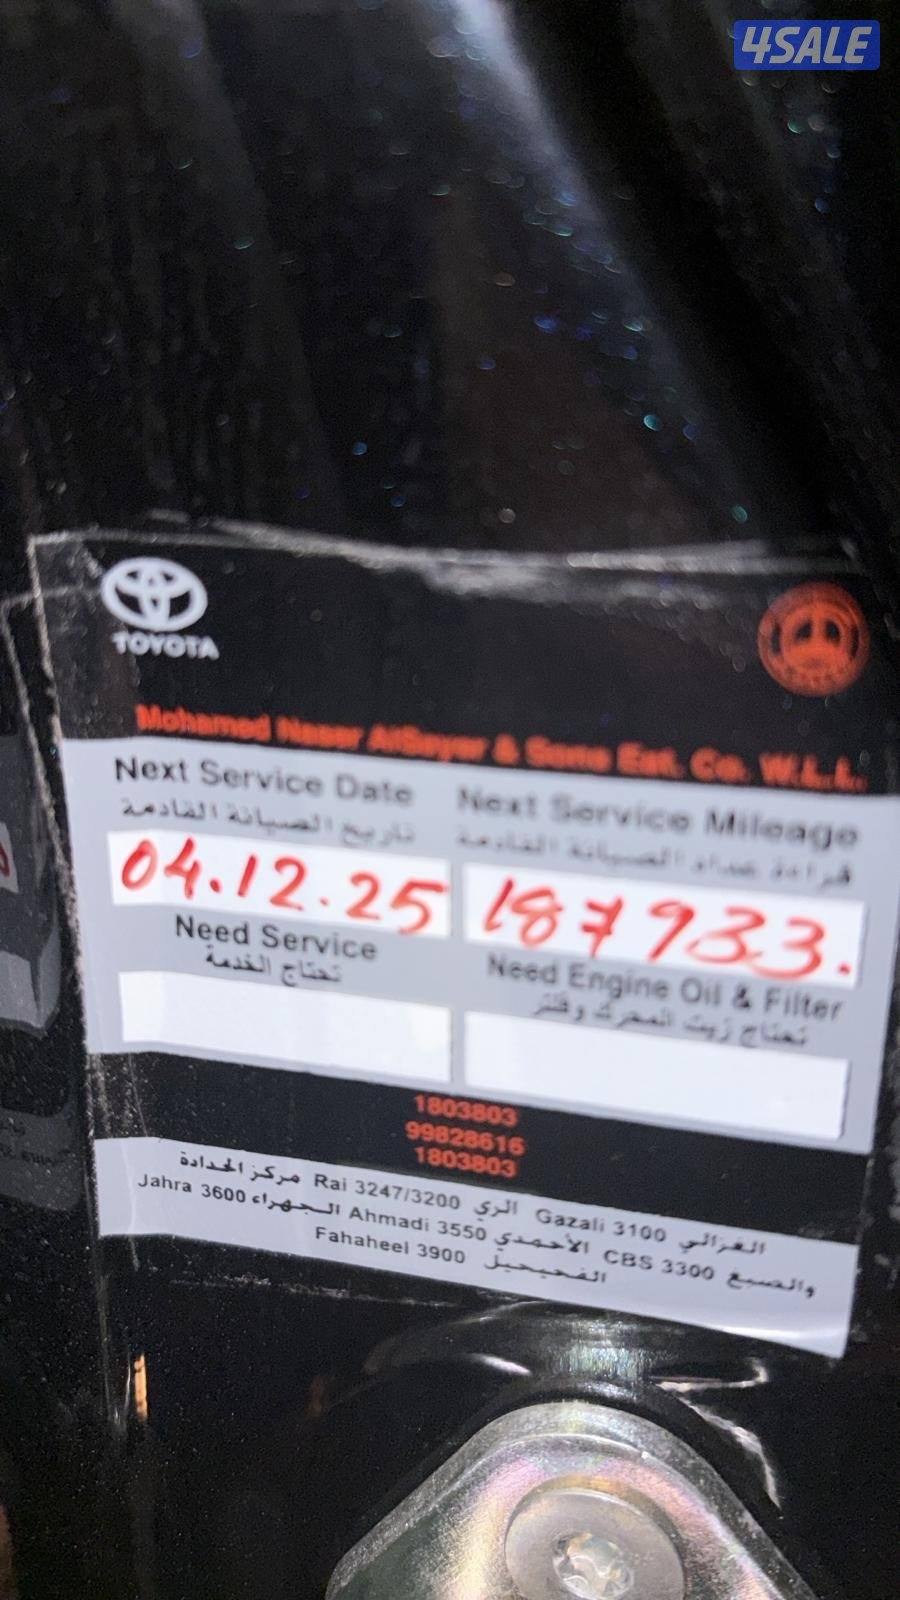 4SALE
TOYOTA
Mohamed Naser AlSayer & Sons Est. Co. W.L.L.
Next Service Date
تاريخ الصيانة القادمة
04.12.25
Next Service Mileage
قراءة عداد الصيانة القادمة
187933.
Need Service
تحتاج الخدمة
Need Engine Oil & Filter
تحتاج زيت المحرك وفلتر
1803803
99828616
1803803
الغزالي Gazali 3100 الري Rai 3247/3200 مركز الحدادة
والصبغ CBS 3300 الأحمدي Ahmadi 3550 الجهراء Jahra 3600
الفحيحيل Fahaheel 3900